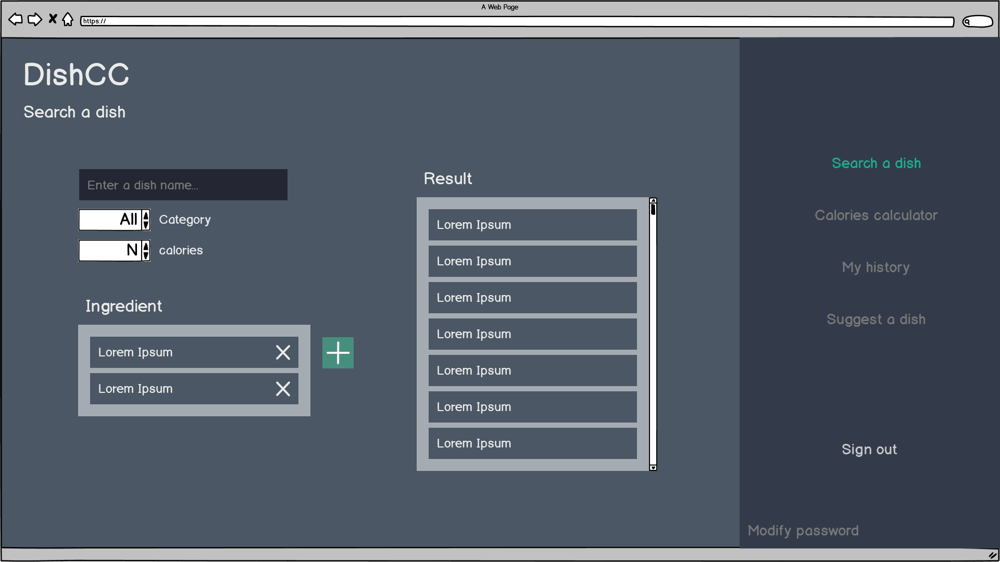 A Web Page
https://
DishCC
Search a dish
Enter a dish name...
All
Category
N
calories
Ingredient
Lorem Ipsum
Lorem Ipsum
Result
Lorem Ipsum
Lorem Ipsum
Lorem Ipsum
Lorem Ipsum
Lorem Ipsum
Lorem Ipsum
Lorem Ipsum
Search a dish
Calories calculator
My history
Suggest a dish
Sign out
Modify password